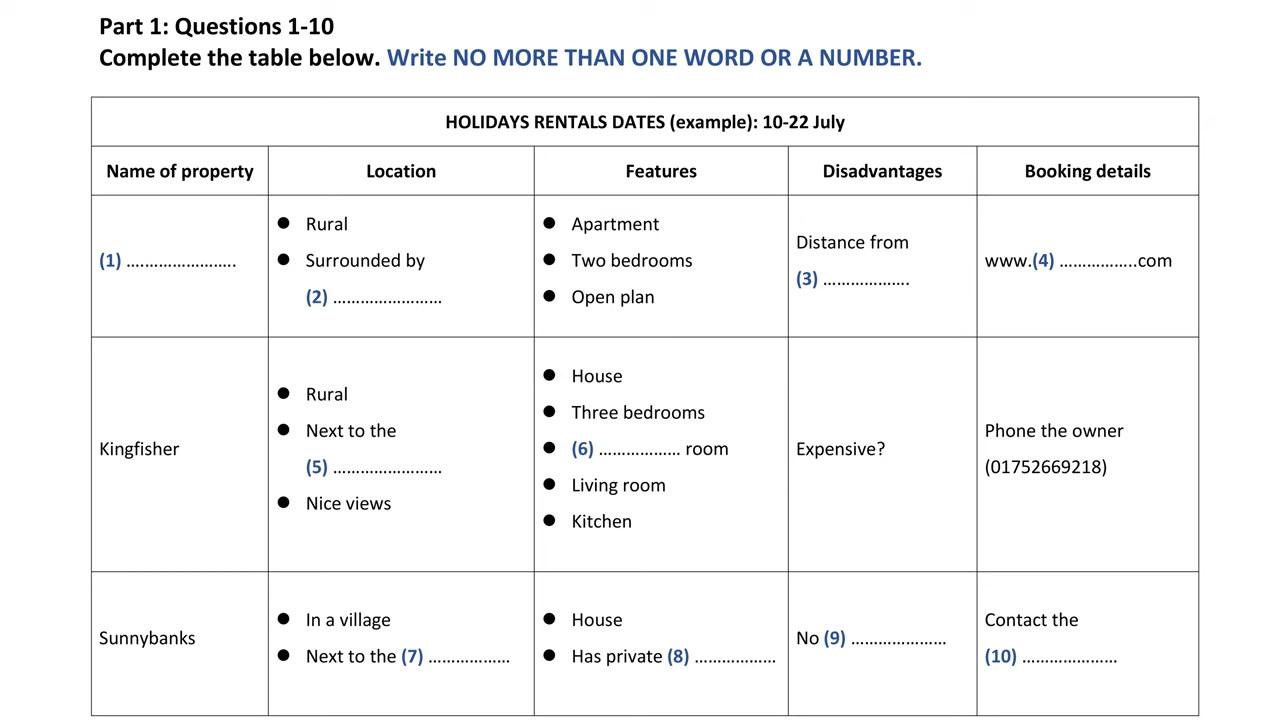 Part 1: Questions 1-10
Complete the table below. Write NO MORE THAN ONE WORD OR A NUMBER.
HOLIDAYS RENTALS DATES (example): 10-22 July
Name of property
Location
Features
Disadvantages
Booking details
(1) ......................
● Rural
● Surrounded by
(2) ........................
● Apartment
● Two bedrooms
● Open plan
Distance from
(3) ...................
www.(4) .................com
Kingfisher
● Rural
● Next to the
(5) ........................
● Nice views
● House
● Three bedrooms
● (6) .................. room
● Living room
● Kitchen
Expensive?
Phone the owner
(01752669218)
Sunnybanks
● In a village
● Next to the (7) ..................
● House
● Has private (8) ..................
No (9) .....................
Contact the
(10) .....................